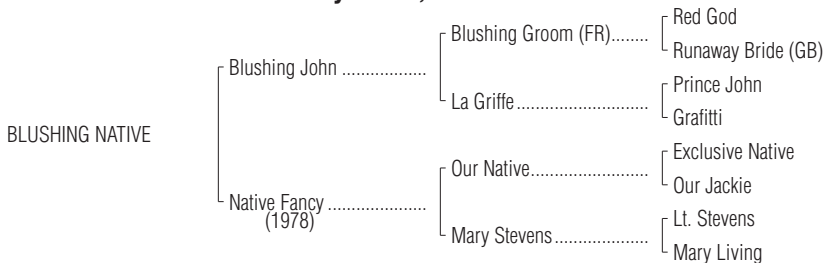 Red God
Blushing Groom (FR)........
Runaway Bride (GB)
Blushing John ..................
Prince John
La Griffe............................
Grafitti
BLUSHING NATIVE
Exclusive Native
Our Native.........................
Our Jackie
Native Fancy .....................
(1978)
Lt. Stevens
Mary Stevens....................
Mary Living